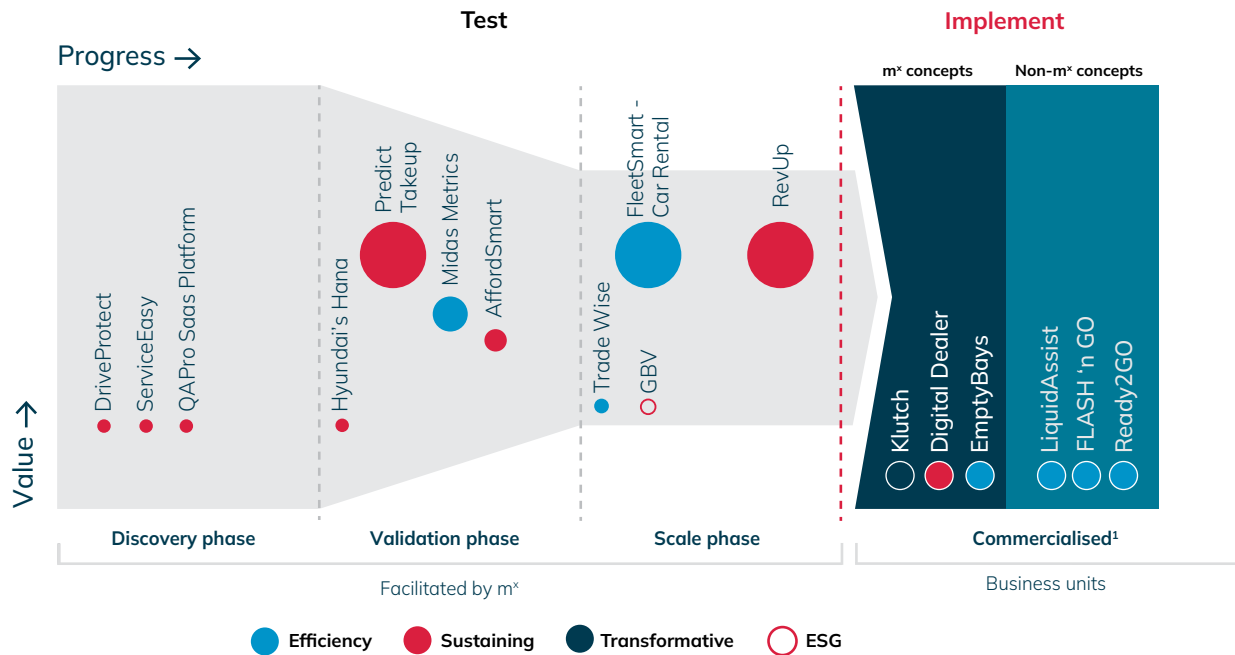 Test
Implement
Progress →
mˣ concepts
Non-mˣ concepts
Value →
DriveProtect
ServiceEasy
QAPro Saas Platform
Hyundai's Hana
Predict
Takeup
Midas Metrics
AffordSmart
Trade Wise
FleetSmart -
Car Rental
GBV
RevUp
Klutch
Digital Dealer
EmptyBays
LiquidAssist
FLASH 'n GO
Ready2GO
Discovery phase
Validation phase
Scale phase
Commercialised¹
Facilitated by mˣ
Business units
Efficiency
Sustaining
Transformative
ESG